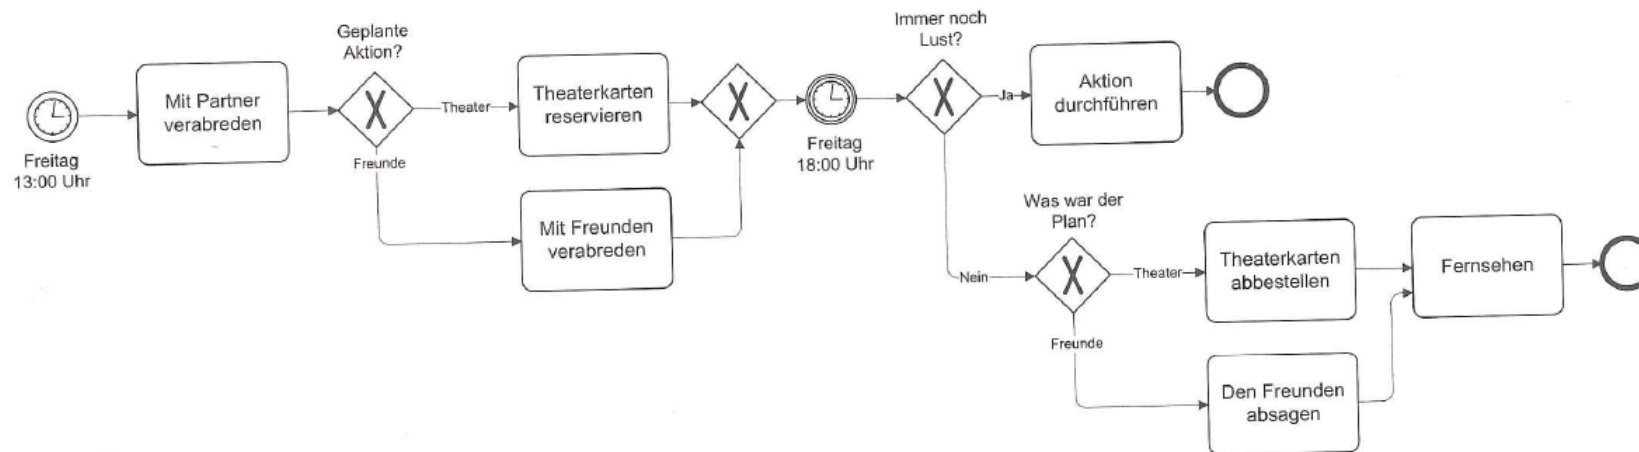 Freitag
13:00 Uhr
Mit Partner
verabreden
Geplante
Aktion?
Theater
Freunde
Theaterkarten
reservieren
Mit Freunden
verabreden
Freitag
18:00 Uhr
Immer noch
Lust?
Ja
Nein
Aktion
durchführen
Was war der
Plan?
Theater
Freunde
Theaterkarten
abbestellen
Den Freunden
absagen
Fernsehen